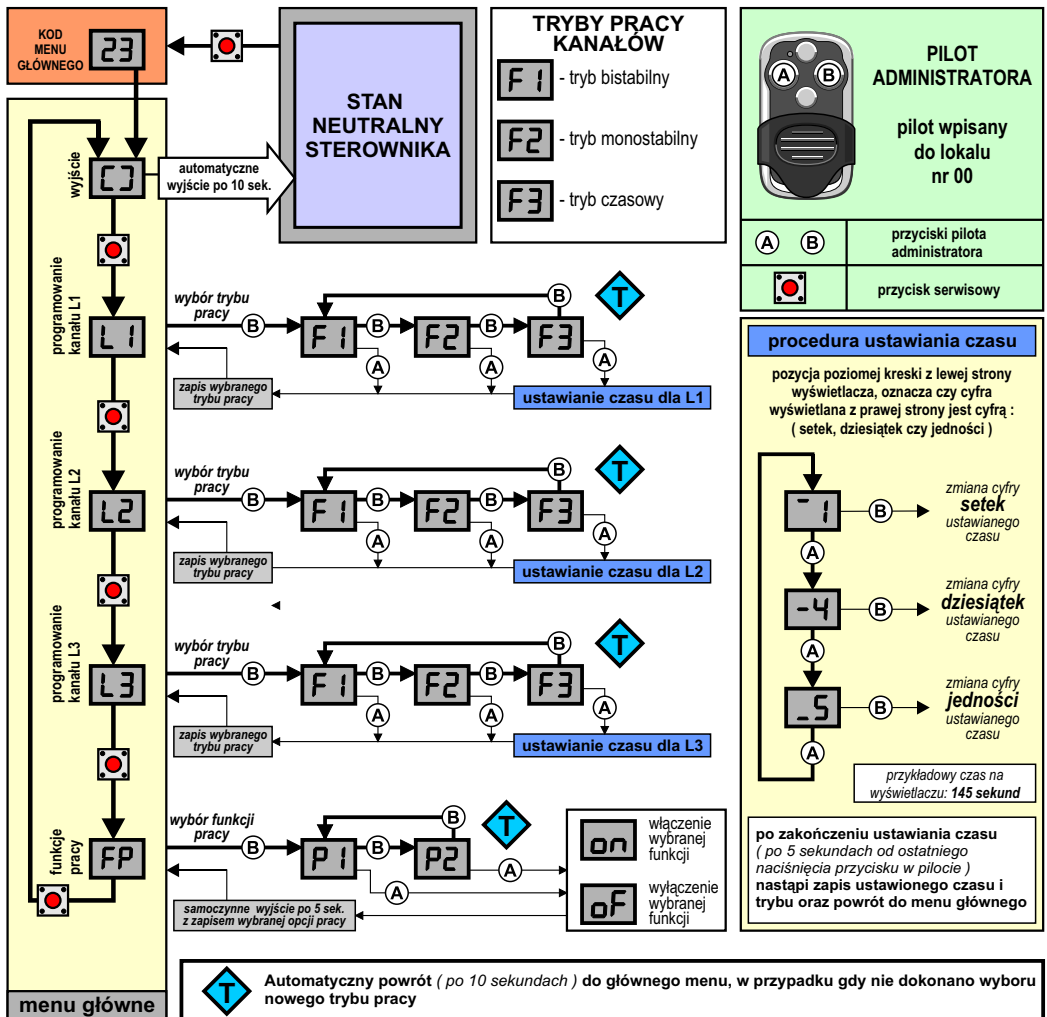 KOD
MENU
GŁÓWNEGO
23
STAN
NEUTRALNY
STEROWNIKA
TRYBY PRACY
KANAŁÓW
F1 - tryb bistabilny
F2 - tryb monostabilny
F3 - tryb czasowy
A B
PILOT
ADMINISTRATORA
pilot wpisany
do lokalu
nr 00
A B
przyciski pilota
administratora
przycisk serwisowy
wyjście
[]
automatyczne
wyjście po 10 sek.
programowanie
kanału L1
L1
wybór trybu
pracy
B
F1
B
F2
B
F3
B
T
A
A
A
zapis wybranego
trybu pracy
ustawianie czasu dla L1
programowanie
kanału L2
L2
wybór trybu
pracy
B
F1
B
F2
B
F3
B
T
A
A
A
zapis wybranego
trybu pracy
ustawianie czasu dla L2
programowanie
kanału L3
L3
wybór trybu
pracy
B
F1
B
F2
B
F3
B
T
A
A
A
zapis wybranego
trybu pracy
ustawianie czasu dla L3
funkcje
pracy
FP
wybór funkcji
pracy
B
P1
B
P2
B
T
A
A
samoczynne wyjście po 5 sek.
z zapisem wybranej opcji pracy
on
włączenie
wybranej
funkcji
oF
wyłączenie
wybranej
funkcji
menu główne
procedura ustawiania czasu
pozycja poziomej kreski z lewej strony
wyświetlacza, oznacza czy cyfra
wyświetlana z prawej strony jest cyfrą :
( setek, dziesiątek czy jedności )
¯1
B
zmiana cyfry
setek
ustawianego
czasu
A
-4
B
zmiana cyfry
dziesiątek
ustawianego
czasu
A
_5
B
zmiana cyfry
jedności
ustawianego
czasu
A
przykładowy czas na
wyświetlaczu: 145 sekund
po zakończeniu ustawiania czasu
( po 5 sekundach od ostatniego
naciśnięcia przycisku w pilocie )
nastąpi zapis ustawionego czasu i
trybu oraz powrót do menu głównego
T
Automatyczny powrót ( po 10 sekundach ) do głównego menu, w przypadku gdy nie dokonano wyboru
nowego trybu pracy